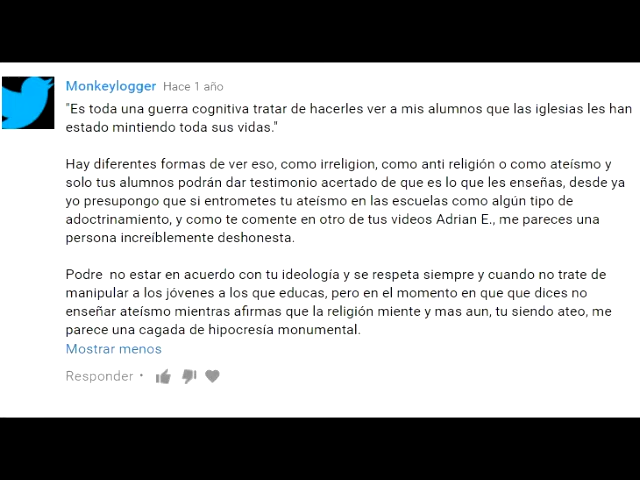 Monkeylogger Hace 1 año
"Es toda una guerra cognitiva tratar de hacerles ver a mis alumnos que las iglesias les han
estado mintiendo toda sus vidas."
Hay diferentes formas de ver eso, como irreligion, como anti religión o como ateísmo y
solo tus alumnos podrán dar testimonio acertado de que es lo que les enseñas, desde ya
yo presupongo que si entrometes tu ateísmo en las escuelas como algún tipo de
adoctrinamiento, y como te comente en otro de tus videos Adrian E., me pareces una
persona increíblemente deshonesta.
Podre no estar en acuerdo con tu ideología y se respeta siempre y cuando no trate de
manipular a los jóvenes a los que educas, pero en el momento en que que dices no
enseñar ateísmo mientras afirmas que la religión miente y mas aun, tu siendo ateo, me
parece una cagada de hipocresía monumental.
Mostrar menos
Responder •